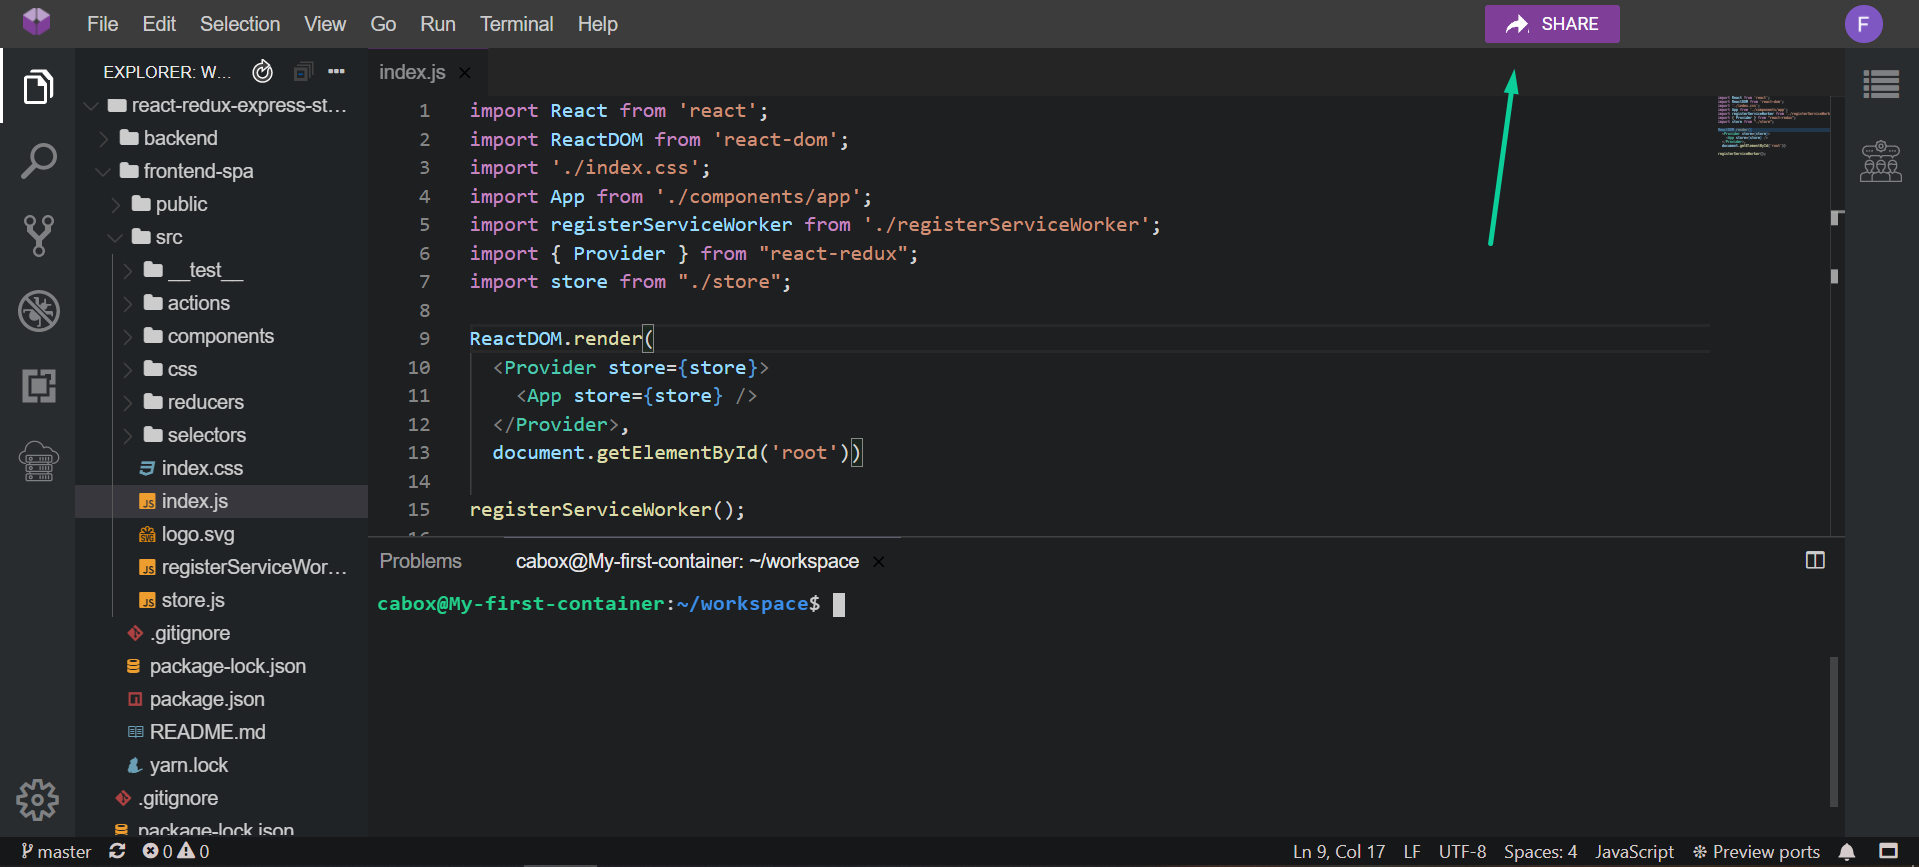 File Edit Selection View Go Run Terminal Help
SHARE
F
EXPLORER: W...
react-redux-express-st...
backend
frontend-spa
public
src
__test__
actions
components
css
reducers
selectors
index.css
JS index.js
SVG logo.svg
JS registerServiceWor...
JS store.js
.gitignore
package-lock.json
package.json
README.md
yarn.lock
.gitignore
package-lock.json
index.js
1 import React from 'react';
2 import ReactDOM from 'react-dom';
3 import './index.css';
4 import App from './components/app';
5 import registerServiceWorker from './registerServiceWorker';
6 import { Provider } from "react-redux";
7 import store from "./store";
8
9 ReactDOM.render(
10 <Provider store={store}>
11 <App store={store} />
12 </Provider>,
13 document.getElementById('root'))
14
15 registerServiceWorker();
16
Problems cabox@My-first-container: ~/workspace
cabox@My-first-container:~/workspace$
master 0 0 Ln 9, Col 17 LF UTF-8 Spaces: 4 JavaScript Preview ports